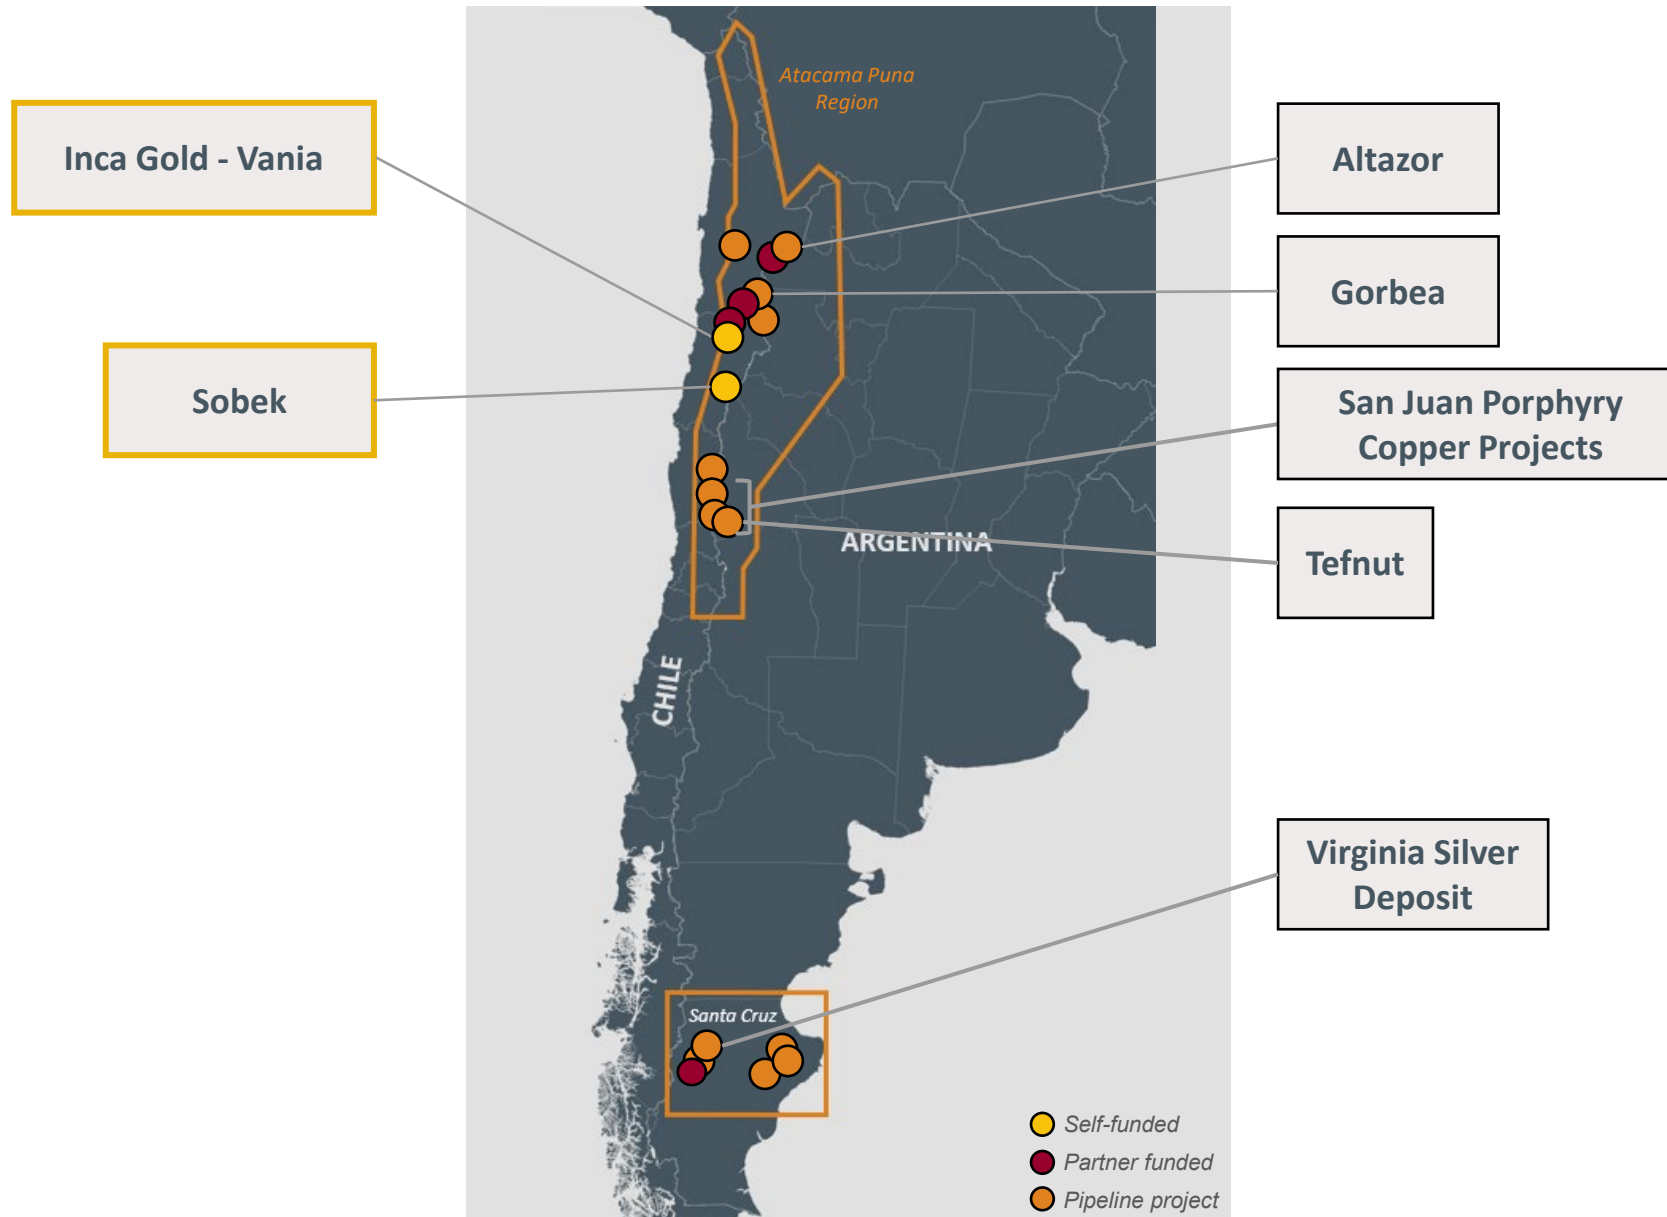 Atacama Puna
Region
Inca Gold - Vania
Altazor
Gorbea
Sobek
San Juan Porphyry
Copper Projects
ARGENTINA
Tefnut
CHILE
Virginia Silver
Deposit
Santa Cruz
Self-funded
Partner funded
Pipeline project